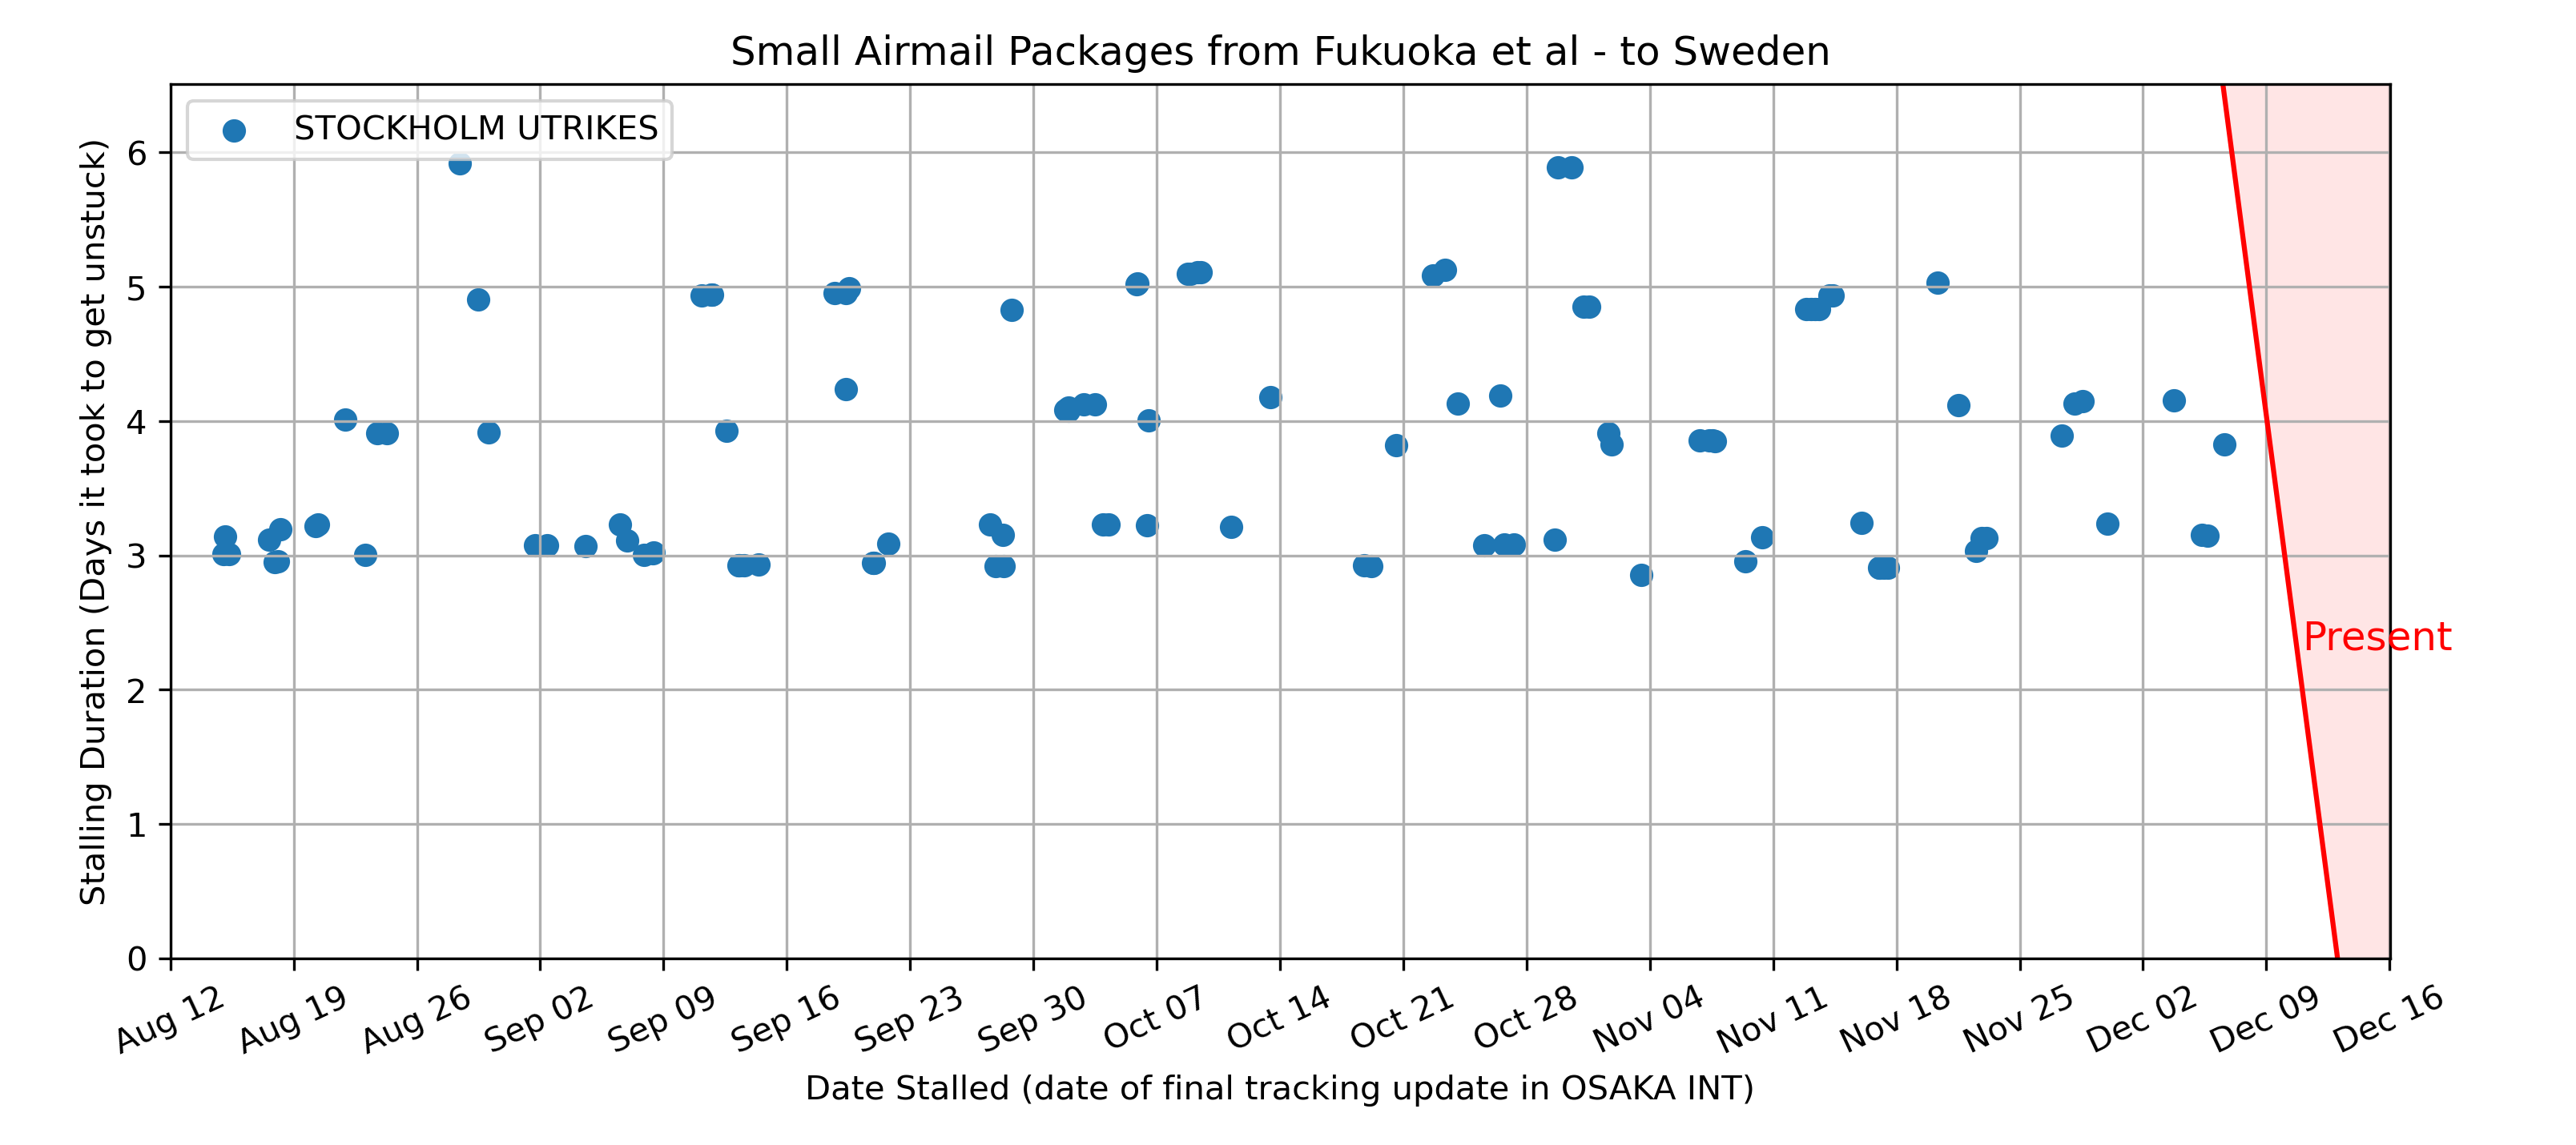 Small Airmail Packages from Fukuoka et al - to Sweden
STOCKHOLM UTRIKES
Stalling Duration (Days it took to get unstuck)
6
5
4
3
2
1
0
Present
Aug 12
Aug 19
Aug 26
Sep 02
Sep 09
Sep 16
Sep 23
Sep 30
Oct 07
Oct 14
Oct 21
Oct 28
Nov 04
Nov 11
Nov 18
Nov 25
Dec 02
Dec 09
Dec 16
Date Stalled (date of final tracking update in OSAKA INT)